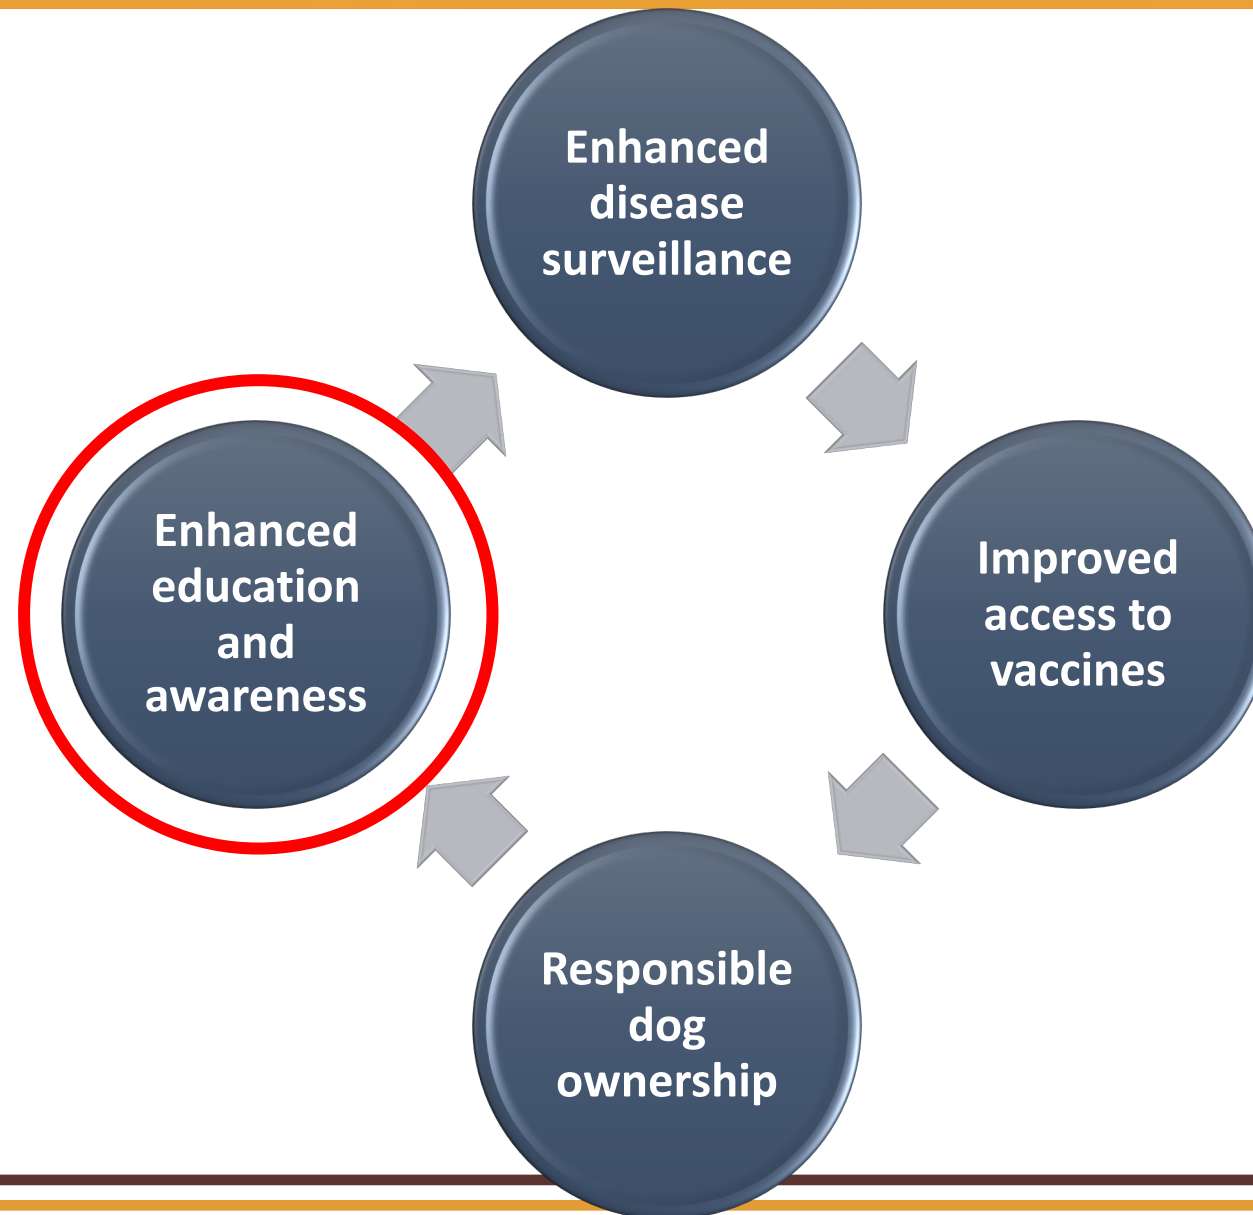 Enhanced
disease
surveillance
Improved
access to
vaccines
Responsible
dog
ownership
Enhanced
education
and
awareness